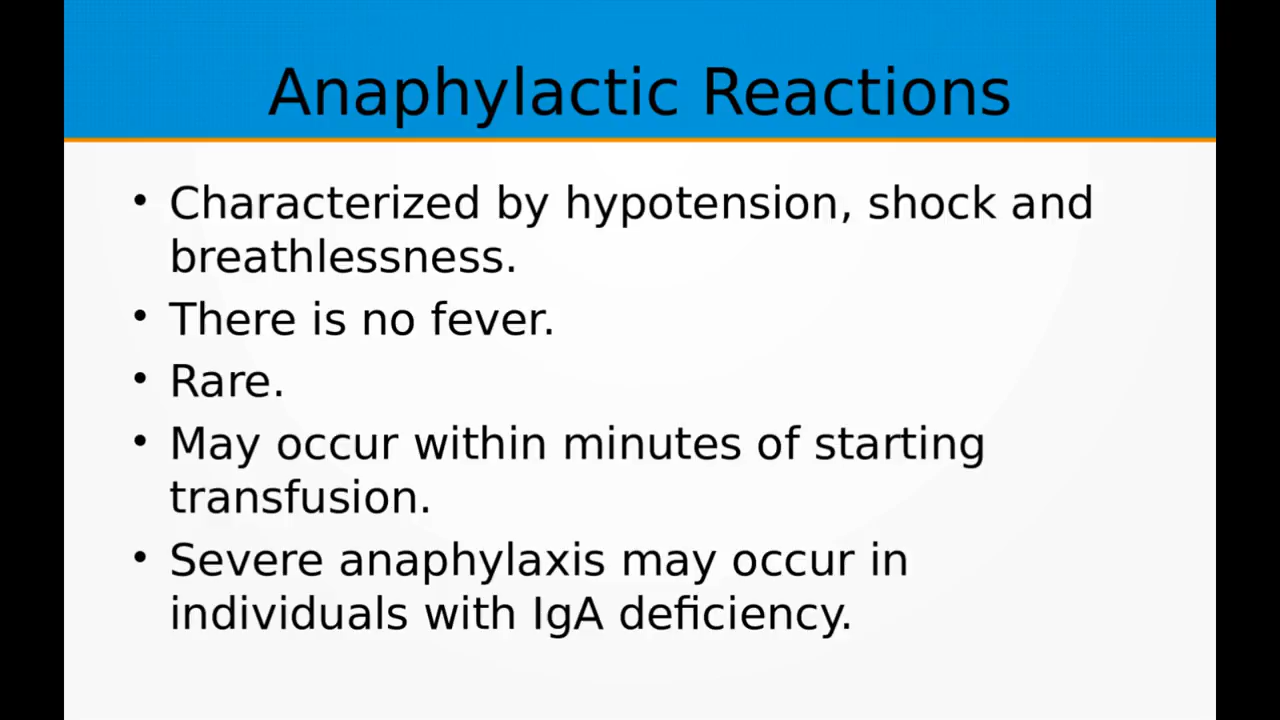 Anaphylactic Reactions
• Characterized by hypotension, shock and
breathlessness.
• There is no fever.
• Rare.
• May occur within minutes of starting
transfusion.
• Severe anaphylaxis may occur in
individuals with IgA deficiency.